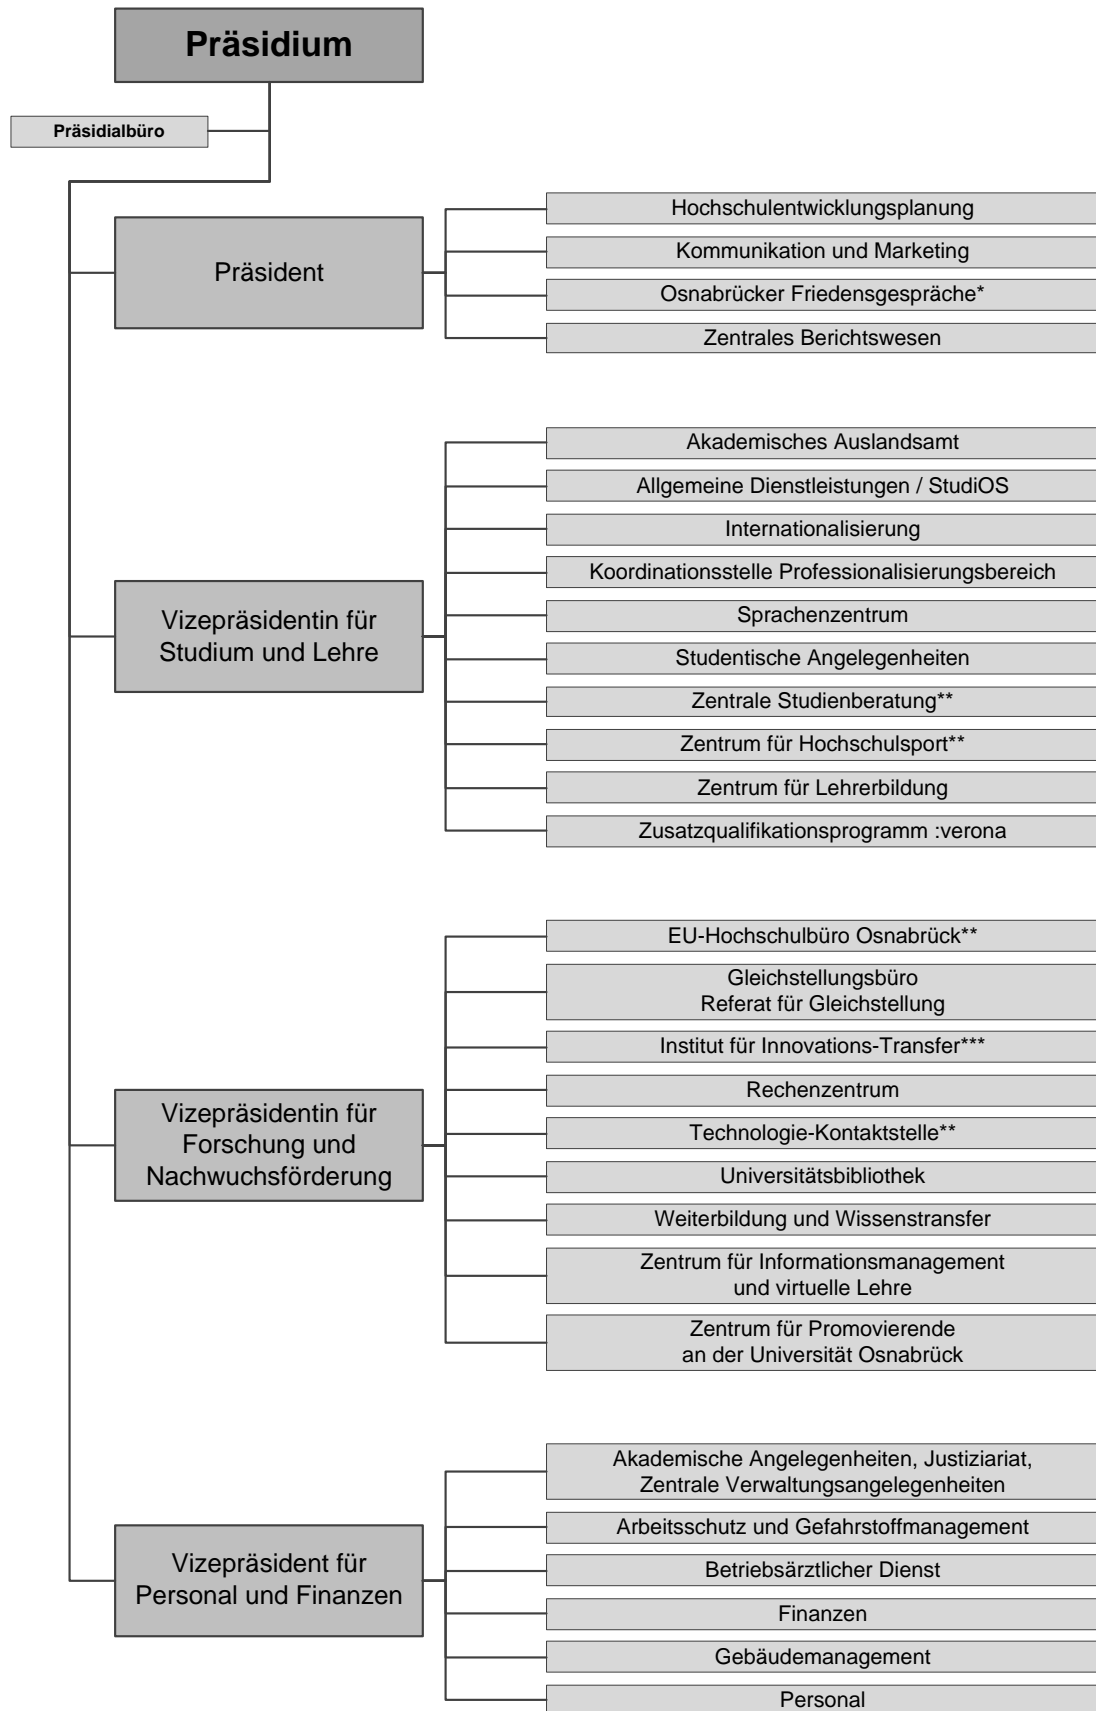 Präsidium
Präsidialbüro
Präsident
Hochschulentwicklungsplanung
Kommunikation und Marketing
Osnabrücker Friedensgespräche*
Zentrales Berichtswesen
Vizepräsidentin für
Studium und Lehre
Akademisches Auslandsamt
Allgemeine Dienstleistungen / StudiOS
Internationalisierung
Koordinationsstelle Professionalisierungsbereich
Sprachenzentrum
Studentische Angelegenheiten
Zentrale Studienberatung**
Zentrum für Hochschulsport**
Zentrum für Lehrerbildung
Zusatzqualifikationsprogramm :verona
Vizepräsidentin für
Forschung und
Nachwuchsförderung
EU-Hochschulbüro Osnabrück**
Gleichstellungsbüro
Referat für Gleichstellung
Institut für Innovations-Transfer***
Rechenzentrum
Technologie-Kontaktstelle**
Universitätsbibliothek
Weiterbildung und Wissenstransfer
Zentrum für Informationsmanagement
und virtuelle Lehre
Zentrum für Promovierende
an der Universität Osnabrück
Vizepräsident für
Personal und Finanzen
Akademische Angelegenheiten, Justiziariat,
Zentrale Verwaltungsangelegenheiten
Arbeitsschutz und Gefahrstoffmanagement
Betriebsärztlicher Dienst
Finanzen
Gebäudemanagement
Personal